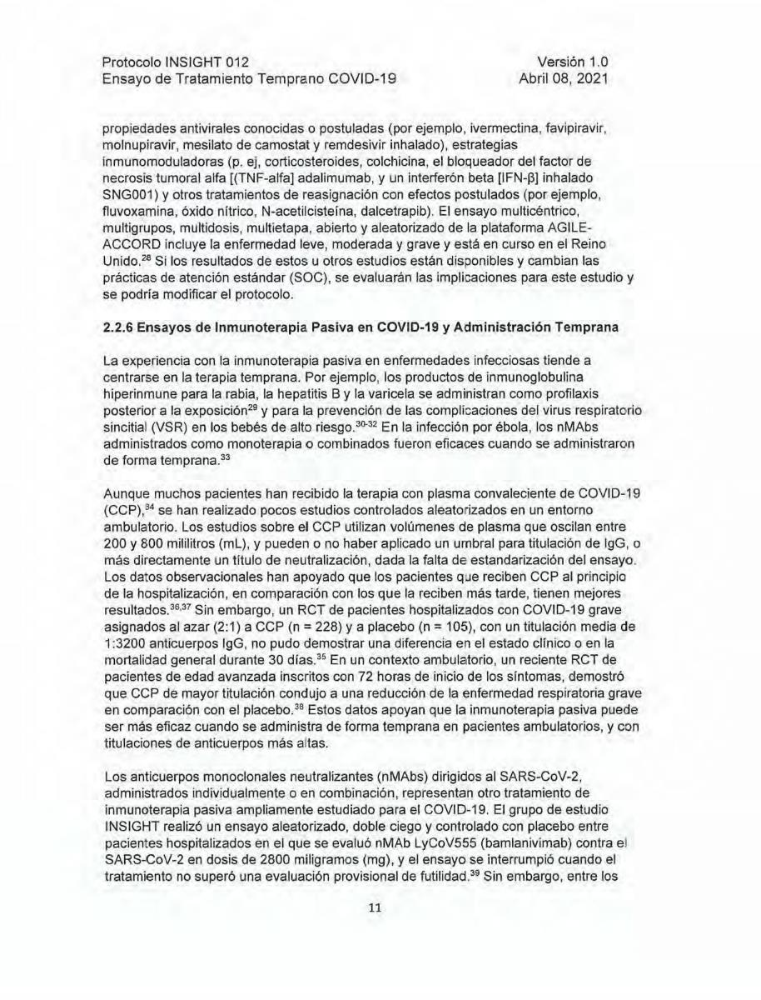 Protocolo INSIGHT 012
Versión 1.0
Ensayo de Tratamiento Temprano COVID-19
Abril 08, 2021
propiedades antivirales conocidas o postuladas (por ejemplo, ivermectina, favipiravir,
molnupiravir, mesilato de camostat y remdesivir inhalado), estrategias
inmunomoduladoras (p. ej, corticosteroides, colchicina, el bloqueador del factor de
necrosis tumoral alfa [(TNF-alfa] adalimumab, y un interferón beta [IFN-β] inhalado
SNG001) y otros tratamientos de reasignación con efectos postulados (por ejemplo,
fluvoxamina, óxido nítrico, N-acetilcisteína, dalcetrapib). El ensayo multicéntrico,
multigrupos, multidosis, multietapa, abierto y aleatorizado de la plataforma AGILE-
ACCORD incluye la enfermedad leve, moderada y grave y está en curso en el Reino
Unido.²⁸ Si los resultados de estos u otros estudios están disponibles y cambian las
prácticas de atención estándar (SOC), se evaluarán las implicaciones para este estudio y
se podría modificar el protocolo.
2.2.6 Ensayos de Inmunoterapia Pasiva en COVID-19 y Administración Temprana
La experiencia con la inmunoterapia pasiva en enfermedades infecciosas tiende a
centrarse en la terapia temprana. Por ejemplo, los productos de inmunoglobulina
hiperinmune para la rabia, la hepatitis B y la varicela se administran como profilaxis
posterior a la exposición²⁹ y para la prevención de las complicaciones del virus respiratorio
sincitial (VSR) en los bebés de alto riesgo.³⁰⁻³² En la infección por ébola, los nMAbs
administrados como monoterapia o combinados fueron eficaces cuando se administraron
de forma temprana.³³
Aunque muchos pacientes han recibido la terapia con plasma convaleciente de COVID-19
(CCP),³⁴ se han realizado pocos estudios controlados aleatorizados en un entorno
ambulatorio. Los estudios sobre el CCP utilizan volúmenes de plasma que oscilan entre
200 y 800 mililitros (mL), y pueden o no haber aplicado un umbral para titulación de IgG, o
más directamente un título de neutralización, dada la falta de estandarización del ensayo.
Los datos observacionales han apoyado que los pacientes que reciben CCP al principio
de la hospitalización, en comparación con los que la reciben más tarde, tienen mejores
resultados.³⁶,³⁷ Sin embargo, un RCT de pacientes hospitalizados con COVID-19 grave
asignados al azar (2:1) a CCP (n = 228) y a placebo (n = 105), con un titulación media de
1:3200 anticuerpos IgG, no pudo demostrar una diferencia en el estado clínico o en la
mortalidad general durante 30 días.³⁵ En un contexto ambulatorio, un reciente RCT de
pacientes de edad avanzada inscritos con 72 horas de inicio de los síntomas, demostró
que CCP de mayor titulación condujo a una reducción de la enfermedad respiratoria grave
en comparación con el placebo.³⁸ Estos datos apoyan que la inmunoterapia pasiva puede
ser más eficaz cuando se administra de forma temprana en pacientes ambulatorios, y con
titulaciones de anticuerpos más altas.
Los anticuerpos monoclonales neutralizantes (nMAbs) dirigidos al SARS-CoV-2,
administrados individualmente o en combinación, representan otro tratamiento de
inmunoterapia pasiva ampliamente estudiado para el COVID-19. El grupo de estudio
INSIGHT realizó un ensayo aleatorizado, doble ciego y controlado con placebo entre
pacientes hospitalizados en el que se evaluó nMAb LyCoV555 (bamlanivimab) contra el
SARS-CoV-2 en dosis de 2800 miligramos (mg), y el ensayo se interrumpió cuando el
tratamiento no superó una evaluación provisional de futilidad.³⁹ Sin embargo, entre los
11